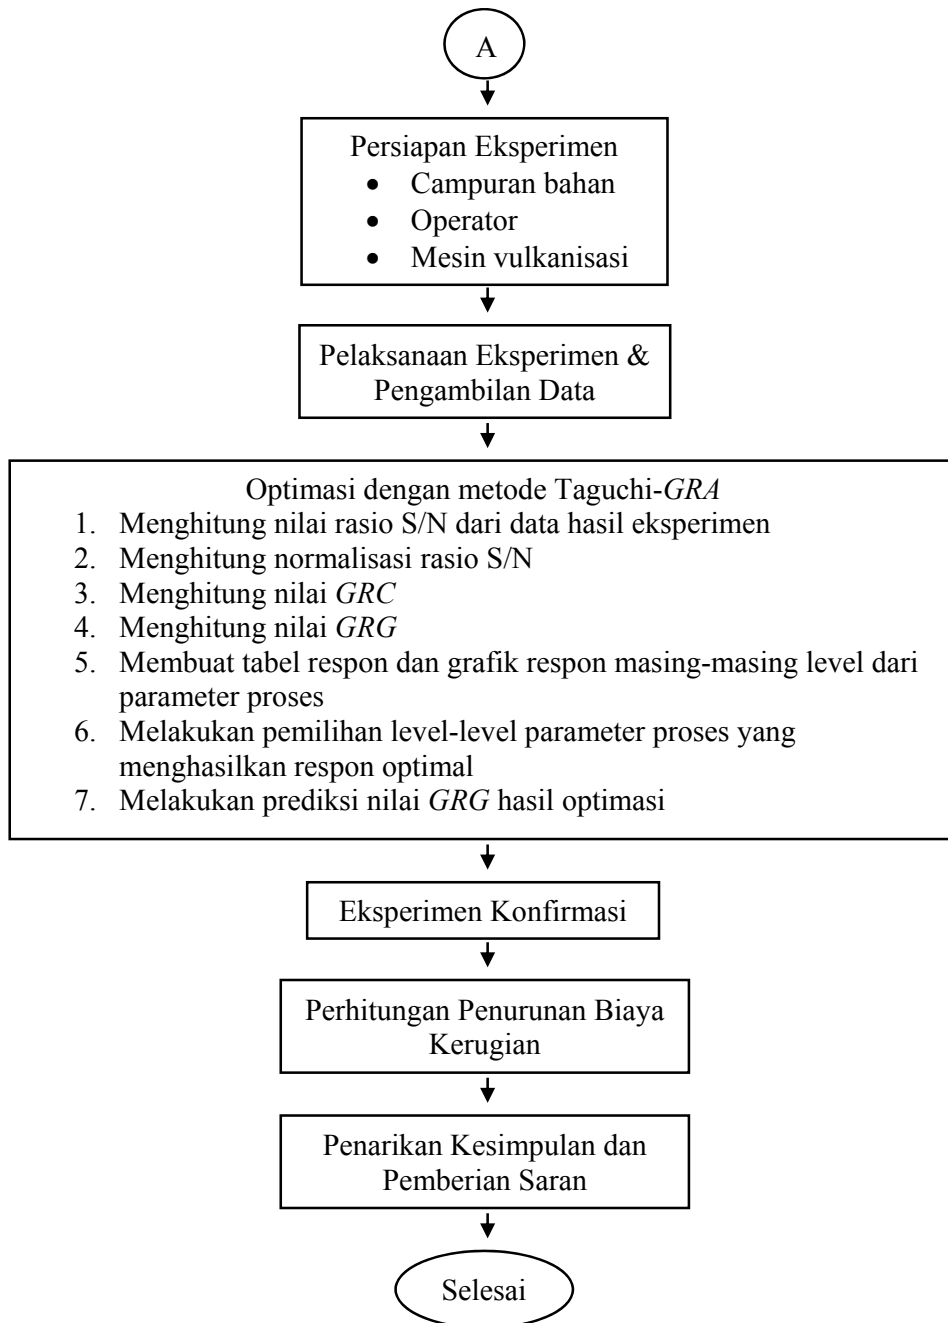 A
Persiapan Eksperimen
• Campuran bahan
• Operator
• Mesin vulkanisasi
Pelaksanaan Eksperimen &
Pengambilan Data
Optimasi dengan metode Taguchi-GRA
1. Menghitung nilai rasio S/N dari data hasil eksperimen
2. Menghitung normalisasi rasio S/N
3. Menghitung nilai GRC
4. Menghitung nilai GRG
5. Membuat tabel respon dan grafik respon masing-masing level dari
parameter proses
6. Melakukan pemilihan level-level parameter proses yang
menghasilkan respon optimal
7. Melakukan prediksi nilai GRG hasil optimasi
Eksperimen Konfirmasi
Perhitungan Penurunan Biaya
Kerugian
Penarikan Kesimpulan dan
Pemberian Saran
Selesai